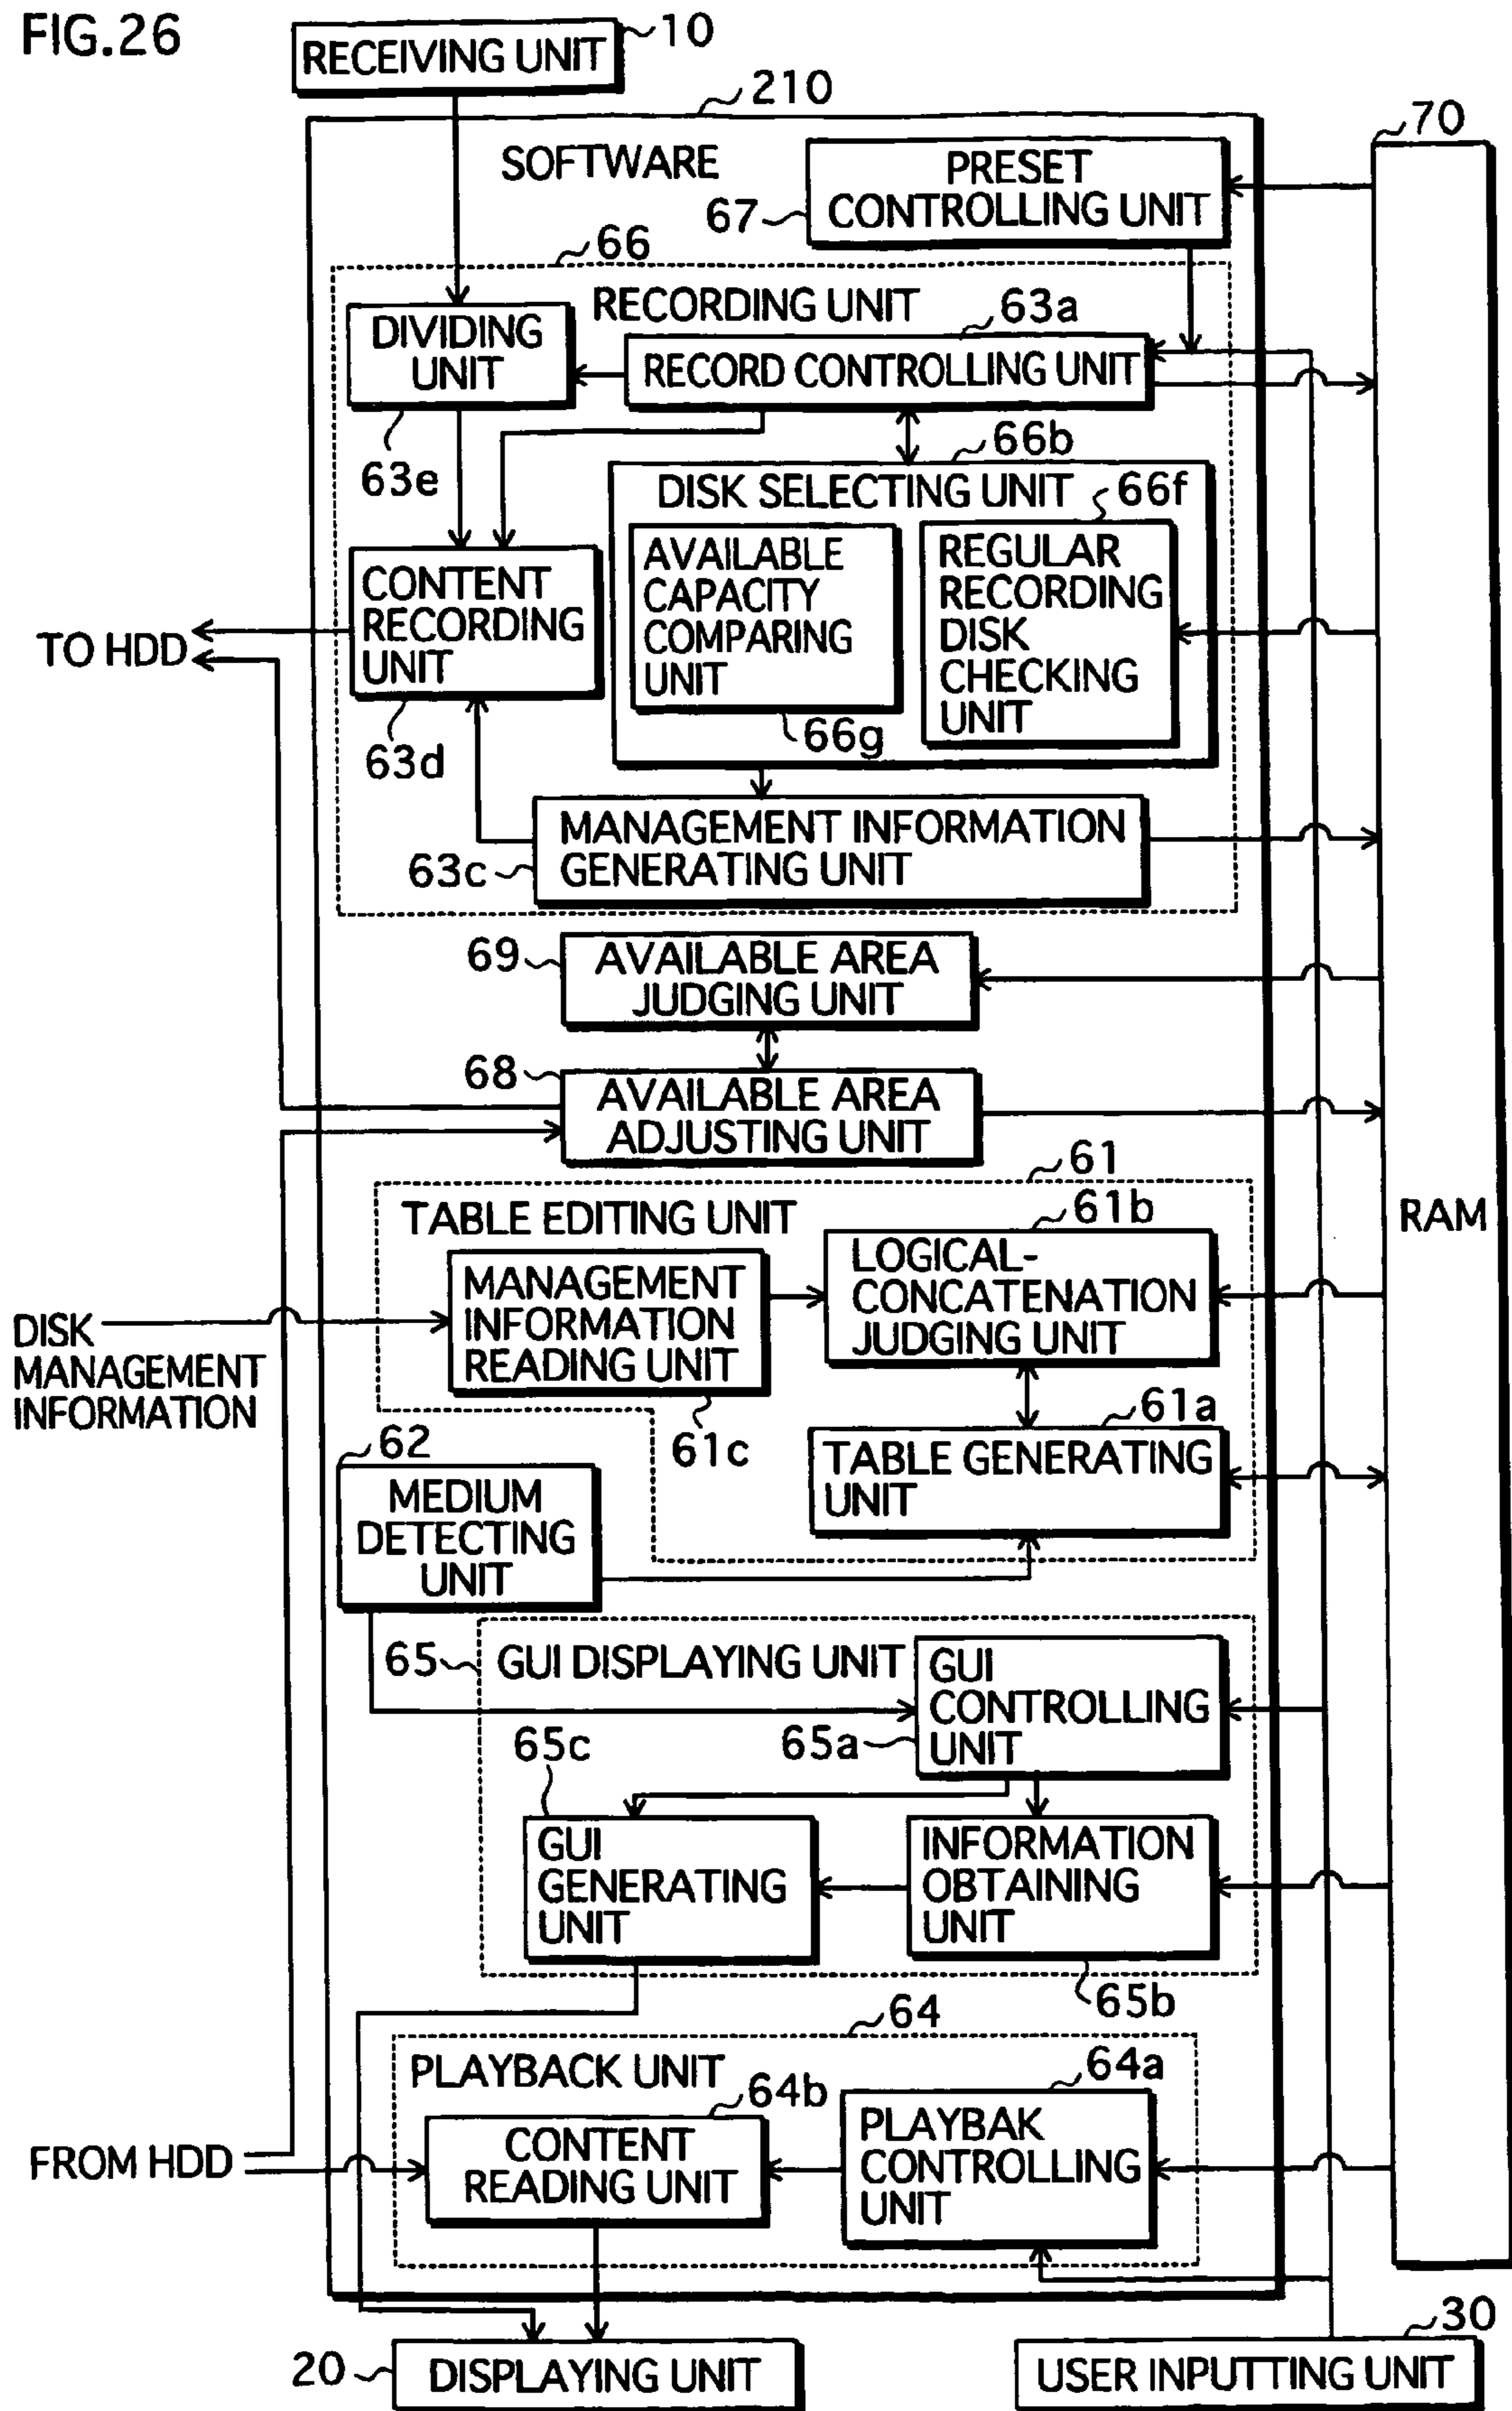 FIG.26
RECEIVING UNIT
10
210
70
SOFTWARE
PRESET
CONTROLLING UNIT
67
66
RECORDING UNIT
63a
DIVIDING
UNIT
RECORD CONTROLLING UNIT
63e
66b
DISK SELECTING UNIT
66f
AVAILABLE
CAPACITY
COMPARING
UNIT
REGULAR
RECORDING
DISK
CHECKING
UNIT
CONTENT
RECORDING
UNIT
TO HDD
66g
63d
MANAGEMENT INFORMATION
GENERATING UNIT
63c
69
AVAILABLE AREA
JUDGING UNIT
68
AVAILABLE AREA
ADJUSTING UNIT
61
TABLE EDITING UNIT
61b
RAM
MANAGEMENT
INFORMATION
READING UNIT
LOGICAL-
CONCATENATION
JUDGING UNIT
DISK
MANAGEMENT
INFORMATION
61c
61a
62
TABLE GENERATING
UNIT
MEDIUM
DETECTING
UNIT
65
GUI DISPLAYING UNIT
GUI
CONTROLLING
UNIT
65c
65a
GUI
GENERATING
UNIT
INFORMATION
OBTAINING
UNIT
65b
64
PLAYBACK UNIT
64b
64a
CONTENT
READING UNIT
PLAYBAK
CONTROLLING
UNIT
FROM HDD
20
DISPLAYING UNIT
30
USER INPUTTING UNIT